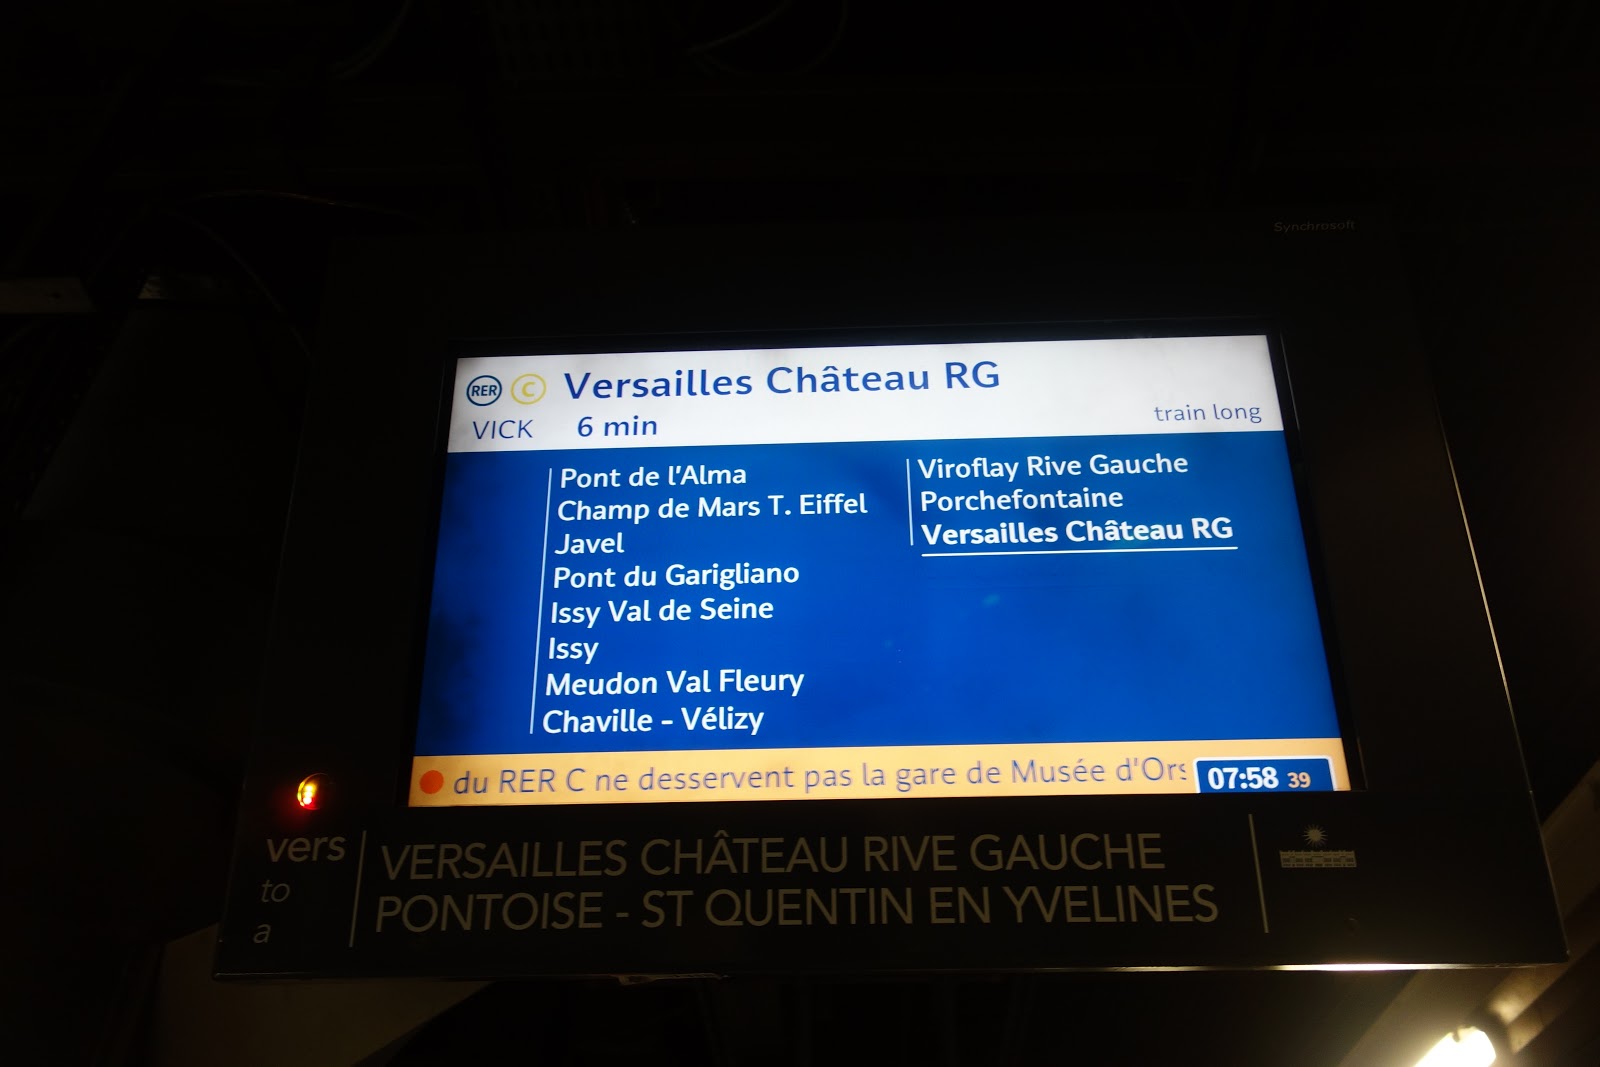 Synchrosoft
RER C Versailles Château RG
VICK 6 min train long
Pont de l'Alma
Champ de Mars T. Eiffel
Javel
Pont du Garigliano
Issy Val de Seine
Issy
Meudon Val Fleury
Chaville - Vélizy
Viroflay Rive Gauche
Porchefontaine
Versailles Château RG
du RER C ne desservent pas la gare de Musée d'Ors 07:58 39
vers
to
a
VERSAILLES CHÂTEAU RIVE GAUCHE
PONTOISE - ST QUENTIN EN YVELINES